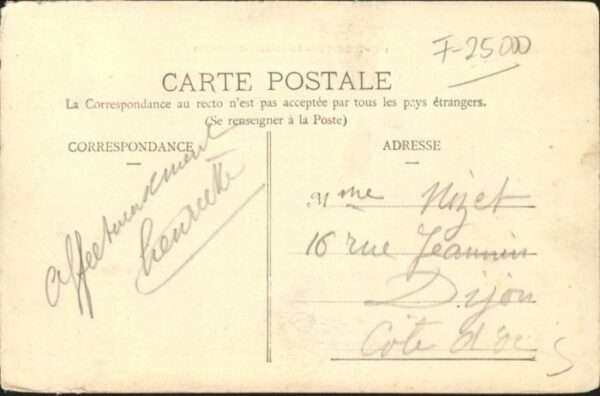 F-25000
CARTE POSTALE
La Correspondance au recto n'est pas acceptée par tous les pays étrangers.
(Se renseigner à la Poste)
CORRESPONDANCE
Affectueusement
Henriette
ADRESSE
Mme Nizet
16 rue Jeannin
Dijon
Côte d'Or